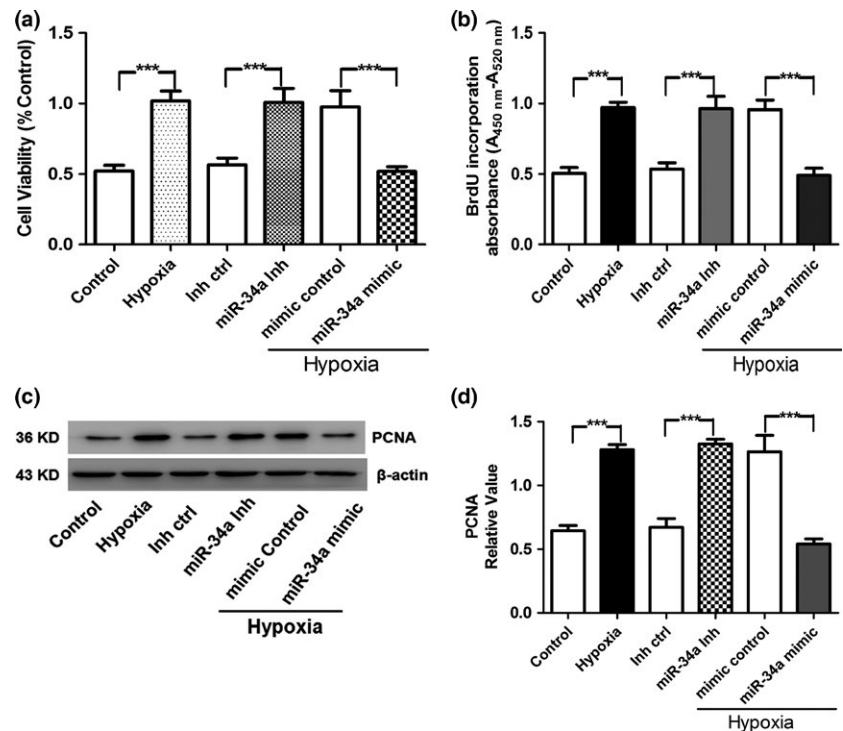 (a)
Cell Viability (% Control)
1.5
1.0
0.5
0.0
***
***
***
Control
Hypoxia
Inh ctrl
miR-34a Inh
mimic control
miR-34a mimic
Hypoxia
(b)
BrdU incorporation
absorbance (A450 nm-A520 nm)
1.5
1.0
0.5
0.0
***
***
***
Control
Hypoxia
Inh ctrl
miR-34a Inh
mimic control
miR-34a mimic
Hypoxia
(c)
36 KD
PCNA
43 KD
β-actin
Control
Hypoxia
Inh ctrl
miR-34a Inh
mimic Control
miR-34a mimic
Hypoxia
(d)
PCNA
Relative Value
1.5
1.0
0.5
0.0
***
***
***
Control
Hypoxia
Inh ctrl
miR-34a Inh
mimic control
miR-34a mimic
Hypoxia